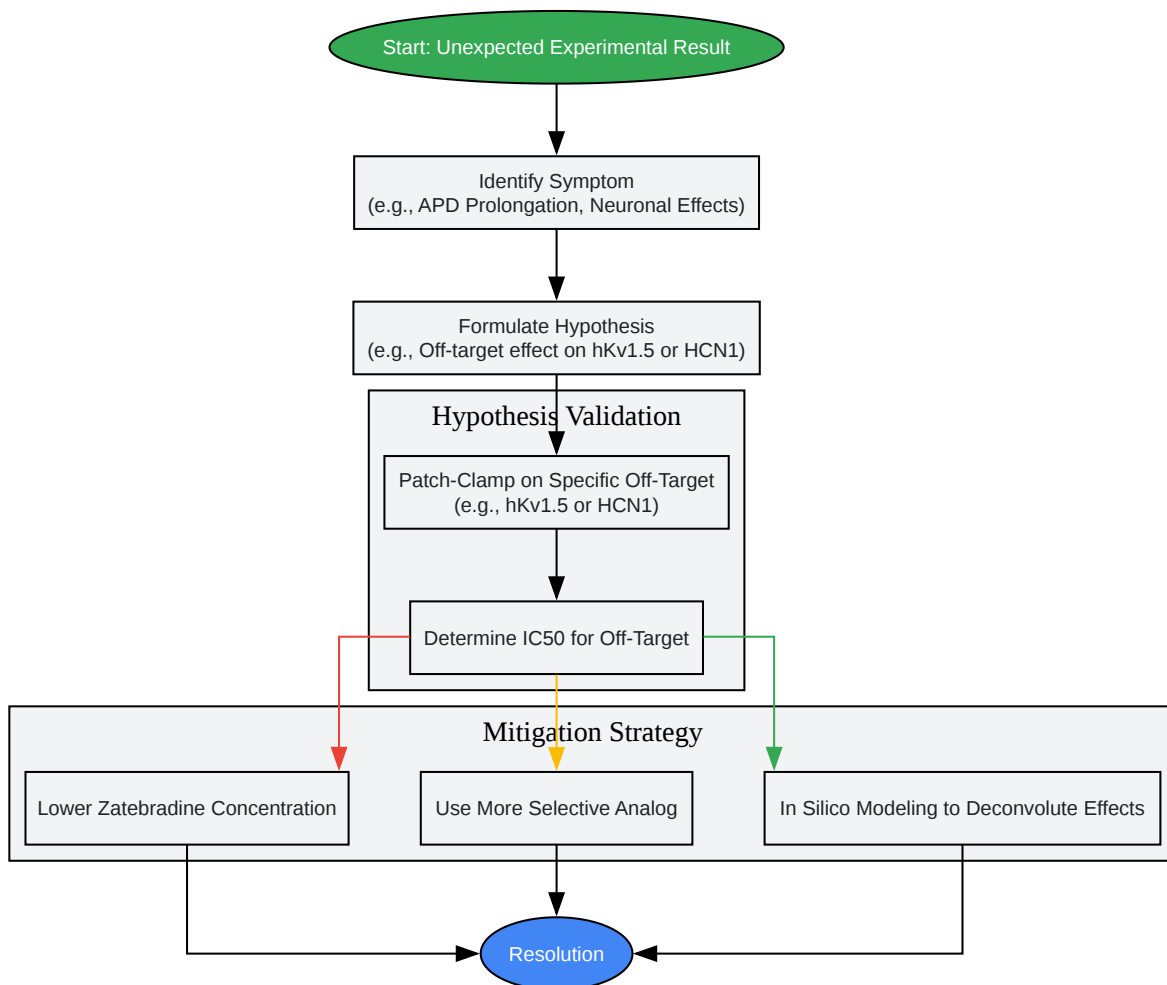 Start: Unexpected Experimental Result
Identify Symptom
(e.g., APD Prolongation, Neuronal Effects)
Formulate Hypothesis
(e.g., Off-target effect on hKv1.5 or HCN1)
Hypothesis Validation
Patch-Clamp on Specific Off-Target
(e.g., hKv1.5 or HCN1)
Determine IC50 for Off-Target
Mitigation Strategy
Lower Zatebradine Concentration
Use More Selective Analog
In Silico Modeling to Deconvolute Effects
Resolution